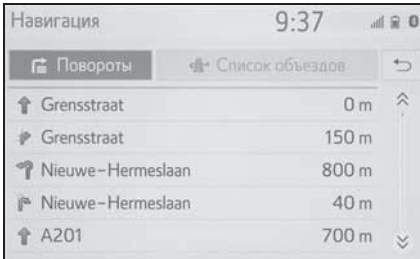 Навигация 9:37
Повороты Список объездов
Grensstraat 0 m
Grensstraat 150 m
Nieuwe-Hermeslaan 800 m
Nieuwe-Hermeslaan 40 m
A201 700 m